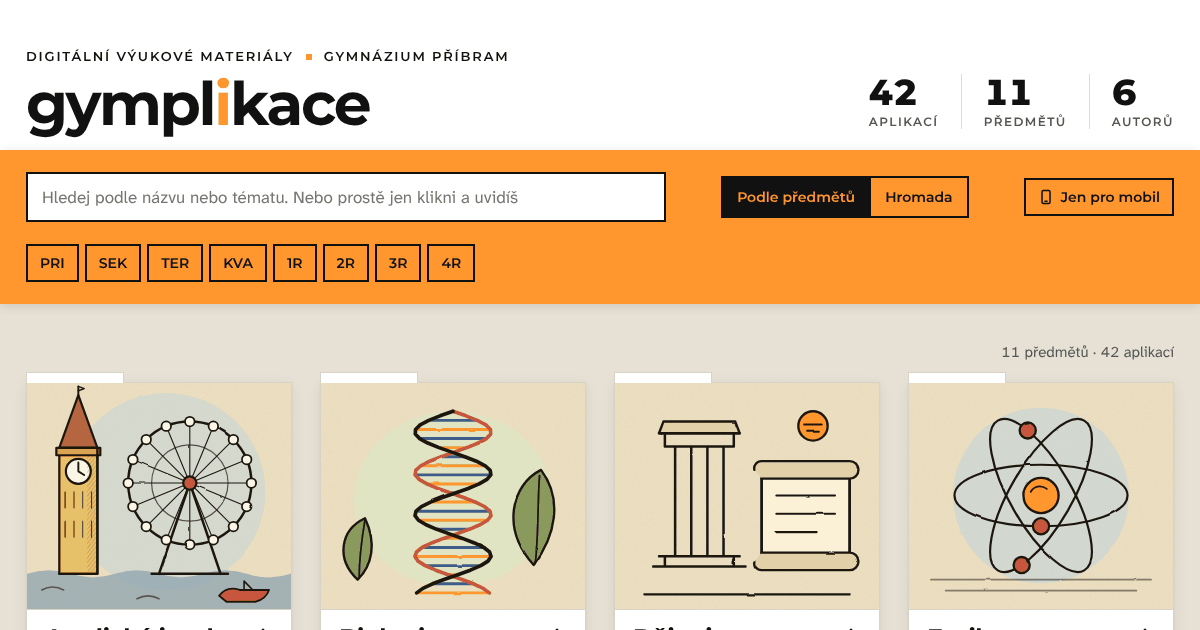 DIGITÁLNÍ VÝUKOVÉ MATERIÁLY ▪ GYMNÁZIUM PŘÍBRAM
gymplikace
42 11 6
APLIKACÍ PŘEDMĚTŮ AUTORŮ
Hledej podle názvu nebo tématu. Nebo prostě jen klikni a uvidíš
Podle předmětů Hromada Jen pro mobil
PRI SEK TER KVA 1R 2R 3R 4R
11 předmětů · 42 aplikací